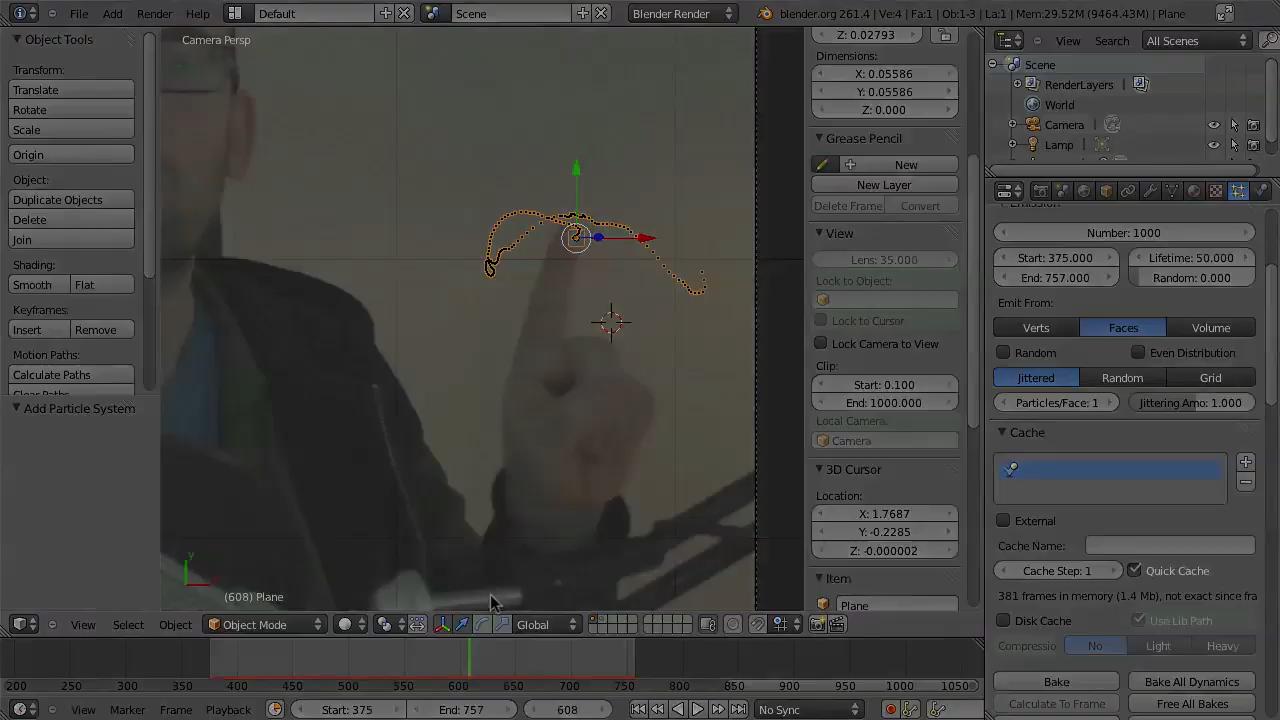 File Add Render Help Default Scene Blender Render blender.org 261.4 | Ve:4 | Fa:1 | Ob:1-3 | La:1 | Mem:29.52M (9464.43M) | Plane
Object Tools
Transform:
Translate
Rotate
Scale
Origin
Object:
Duplicate Objects
Delete
Join
Shading:
Smooth Flat
Keyframes:
Insert Remove
Motion Paths:
Calculate Paths
Add Particle System
Camera Persp
y
(608) Plane
Z: 0.02793
Dimensions:
X: 0.05586
Y: 0.05586
Z: 0.000
Grease Pencil
New
New Layer
Delete Frame Convert
View
Lens: 35.000
Lock to Object:
Lock to Cursor
Lock Camera to View
Clip:
Start: 0.100
End: 1000.000
Local Camera:
Camera
3D Cursor
Location:
X: 1.7687
Y: -0.2285
Z: -0.000002
Item
Plane
View Search All Scenes
Scene
RenderLayers
World
Camera
Lamp
Number: 1000
Start: 375.000 Lifetime: 50.000
End: 757.000 Random: 0.000
Emit From:
Verts Faces Volume
Random Even Distribution
Jittered Random Grid
Particles/Face: 1 Jittering Amo: 1.000
Cache
External
Cache Name:
Cache Step: 1 Quick Cache
381 frames in memory (1.4 Mb), not exact since fra
Disk Cache Use Lib Path
Compressio No Light Heavy
Bake Bake All Dynamics
Calculate To Frame Free All Bakes
View Select Object Object Mode Global
200 250 300 350 400 450 500 550 600 650 700 750 800 850 900 950 1000 1050
View Marker Frame Playback Start: 375 End: 757 608 No Sync